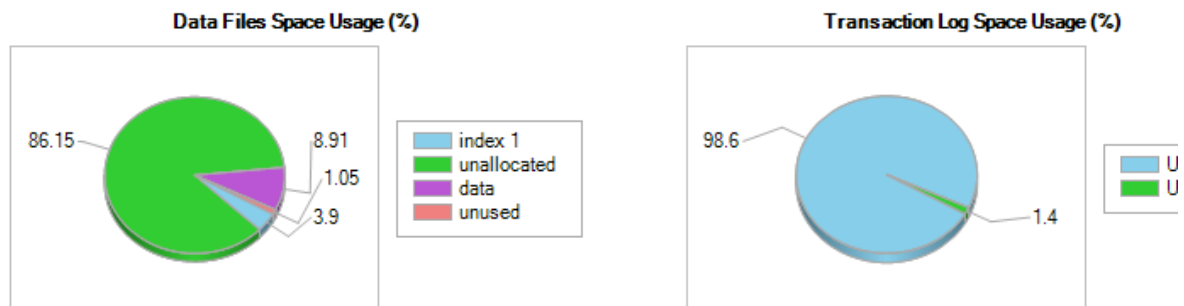 Data Files Space Usage (%)
86.15
8.91
1.05
3.9
index 1
unallocated
data
unused
Transaction Log Space Usage (%)
98.6
1.4
U
U